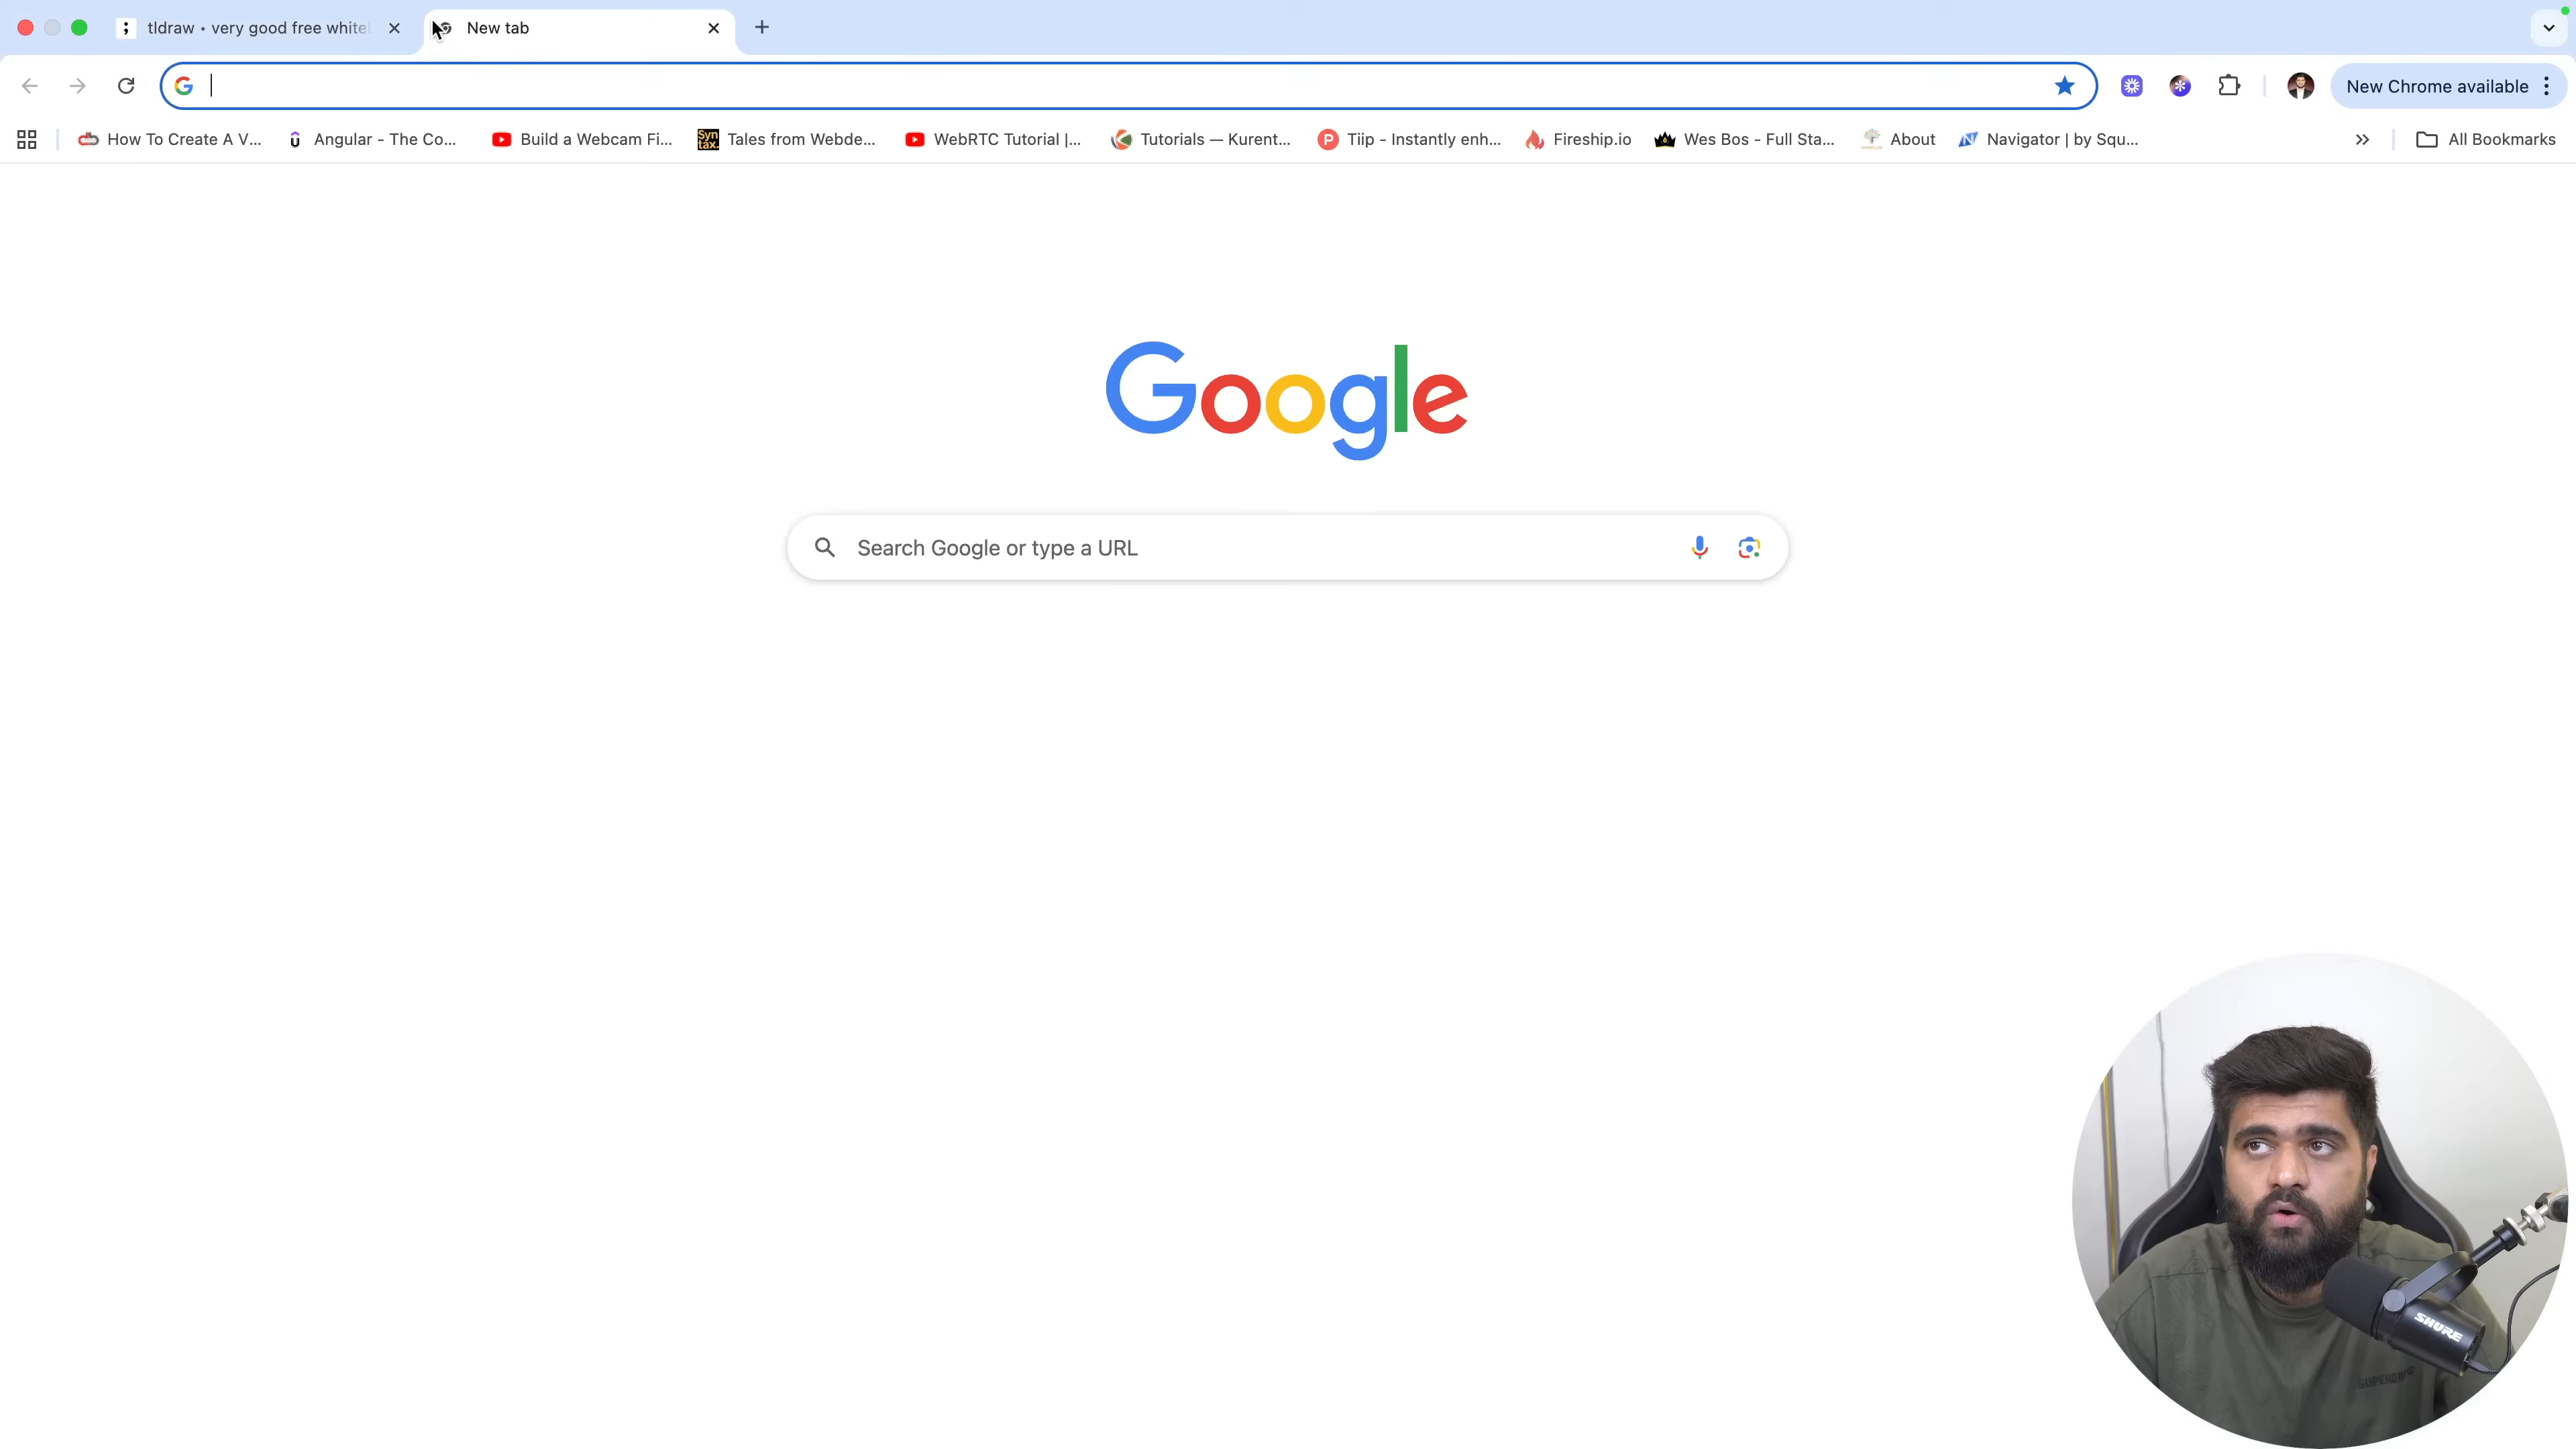 tldraw • very good free white
New tab
New Chrome available
How To Create A V...
Angular - The Co...
Build a Webcam Fi...
Tales from Webde...
WebRTC Tutorial |...
Tutorials — Kurent...
Tiip - Instantly enh...
Fireship.io
Wes Bos - Full Sta...
About
Navigator | by Squ...
All Bookmarks
Google
Search Google or type a URL
SHURE